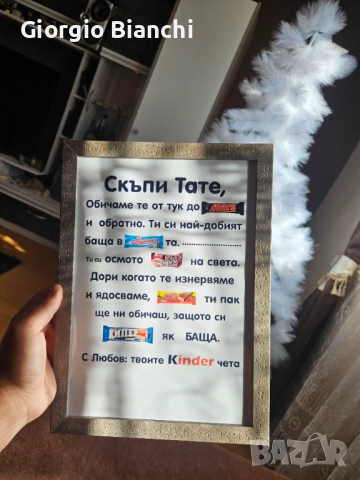 Giorgio Bianchi
Скъпи Тате,
Обичаме те от тук до MARS
и обратно. Ти си най-добият
баща в та. ....................
ти си осмото на света.
Дори когато те изнервяме
и ядосваме, ти пак
ще ни обичаш, защото си
як БАЩА.
С Любов: твоите Kinder чета
BAZAR